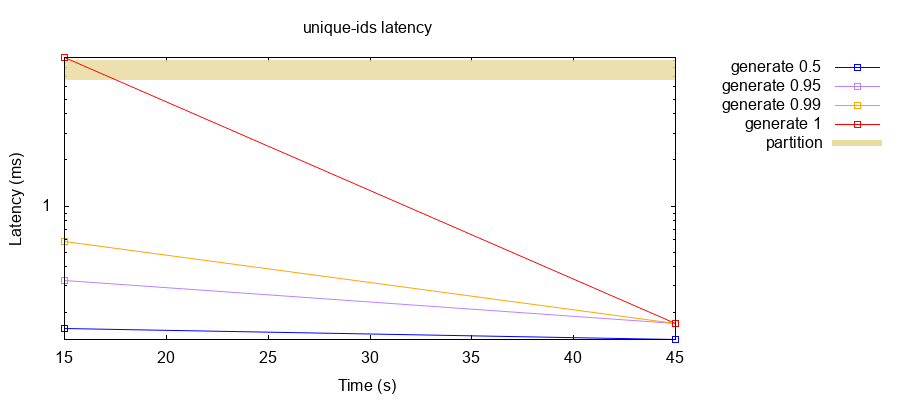 unique-ids latency
generate 0.5
generate 0.95
generate 0.99
generate 1
partition
Latency (ms)
1
15 20 25 30 35 40 45
Time (s)